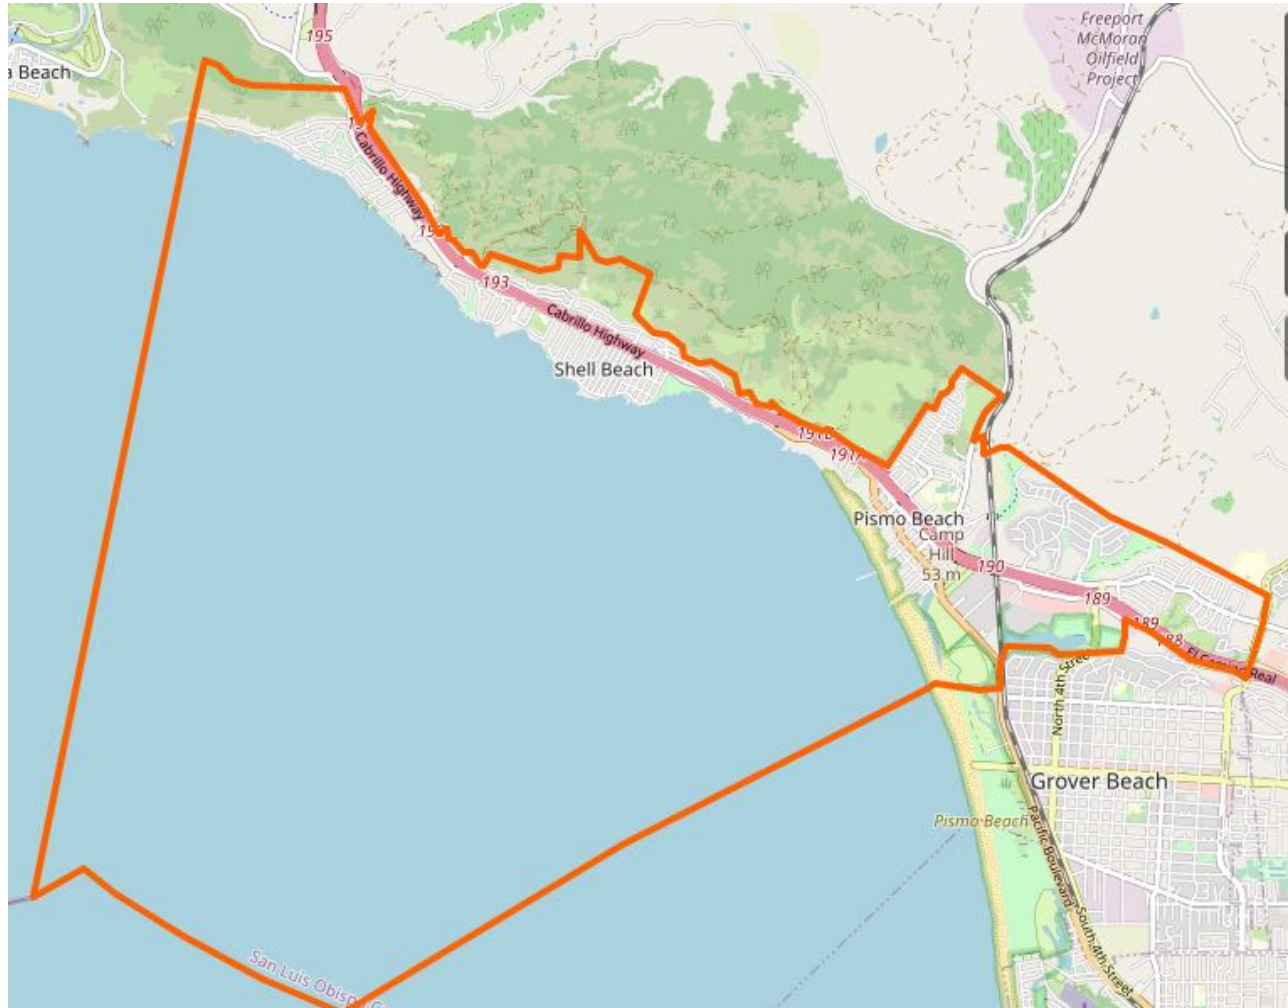 195
Freeport
McMoran
Oilfield
Project
a Beach
Cabrillo Highway
193
Cabrillo Highway
Shell Beach
191B
191A
Pismo Beach
Camp
Hill
53 m
190
189
189
188
El Camino Real
North 4th Street
Grover Beach
Pismo Beach
Pacific Boulevard
South 4th Street
San Luis Obispo C